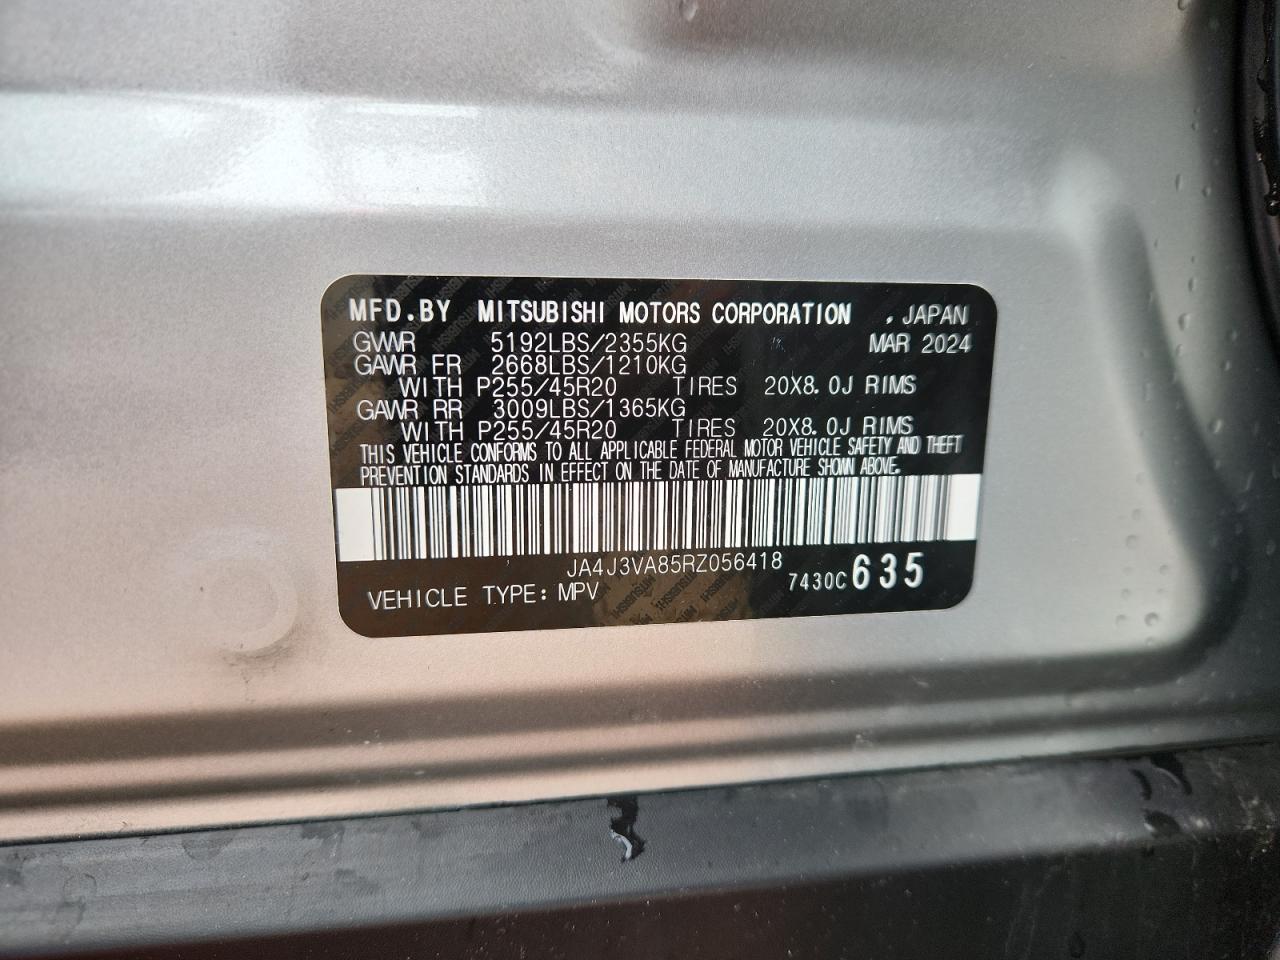 MFD.BY MITSUBISHI MOTORS CORPORATION , JAPAN
GVWR 5192LBS/2355KG MAR 2024
GAWR FR 2668LBS/1210KG
WITH P255/45R20 TIRES 20X8.0J RIMS
GAWR RR 3009LBS/1365KG
WITH P255/45R20 TIRES 20X8.0J RIMS
THIS VEHICLE CONFORMS TO ALL APPLICABLE FEDERAL MOTOR VEHICLE SAFETY AND THEFT
PREVENTION STANDARDS IN EFFECT ON THE DATE OF MANUFACTURE SHOWN ABOVE.
JA4J3VA85RZ056418
VEHICLE TYPE: MPV 7430C 635